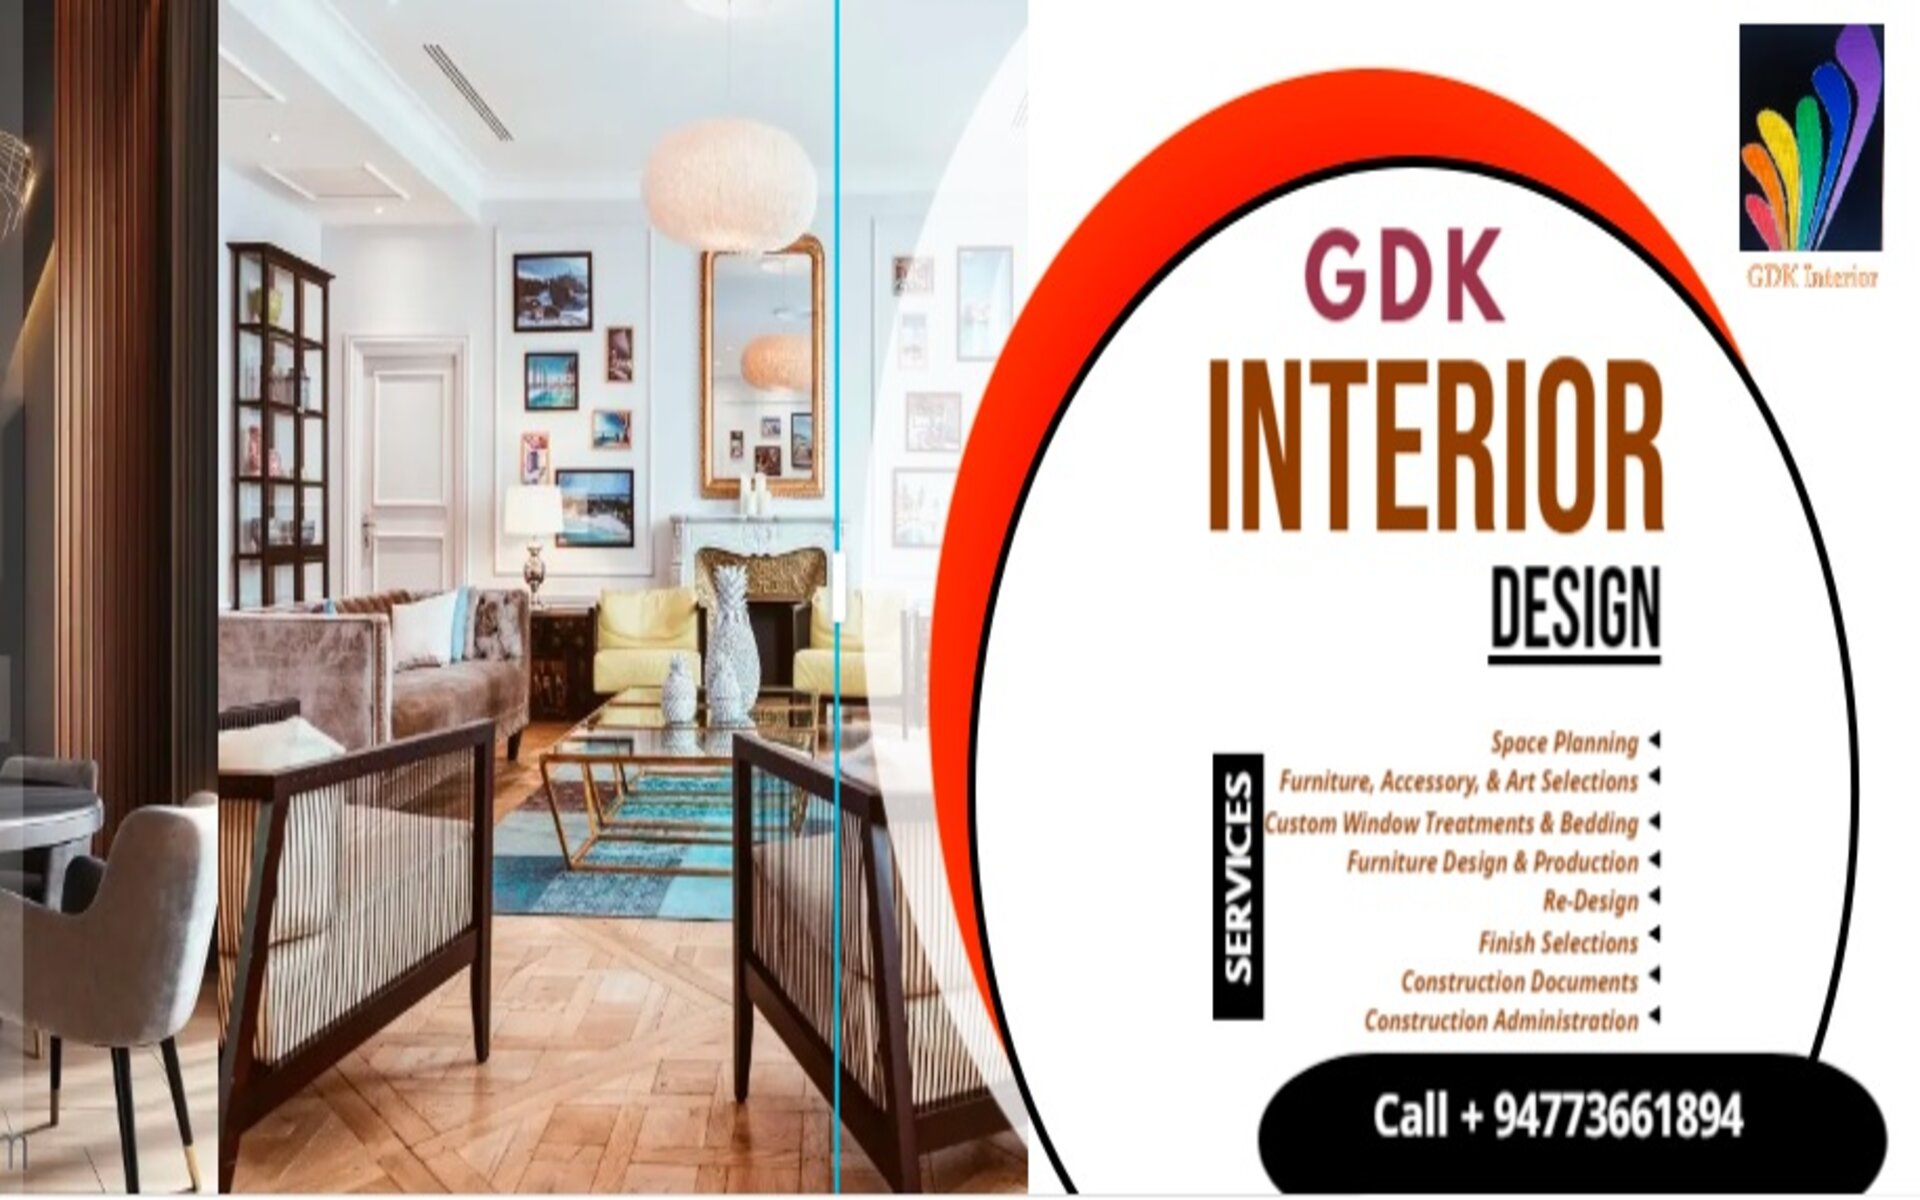 GDK Interior
GDK
INTERIOR
DESIGN
SERVICES
Space Planning
Furniture, Accessory, & Art Selections
Custom Window Treatments & Bedding
Furniture Design & Production
Re-Design
Finish Selections
Construction Documents
Construction Administration
Call + 94773661894